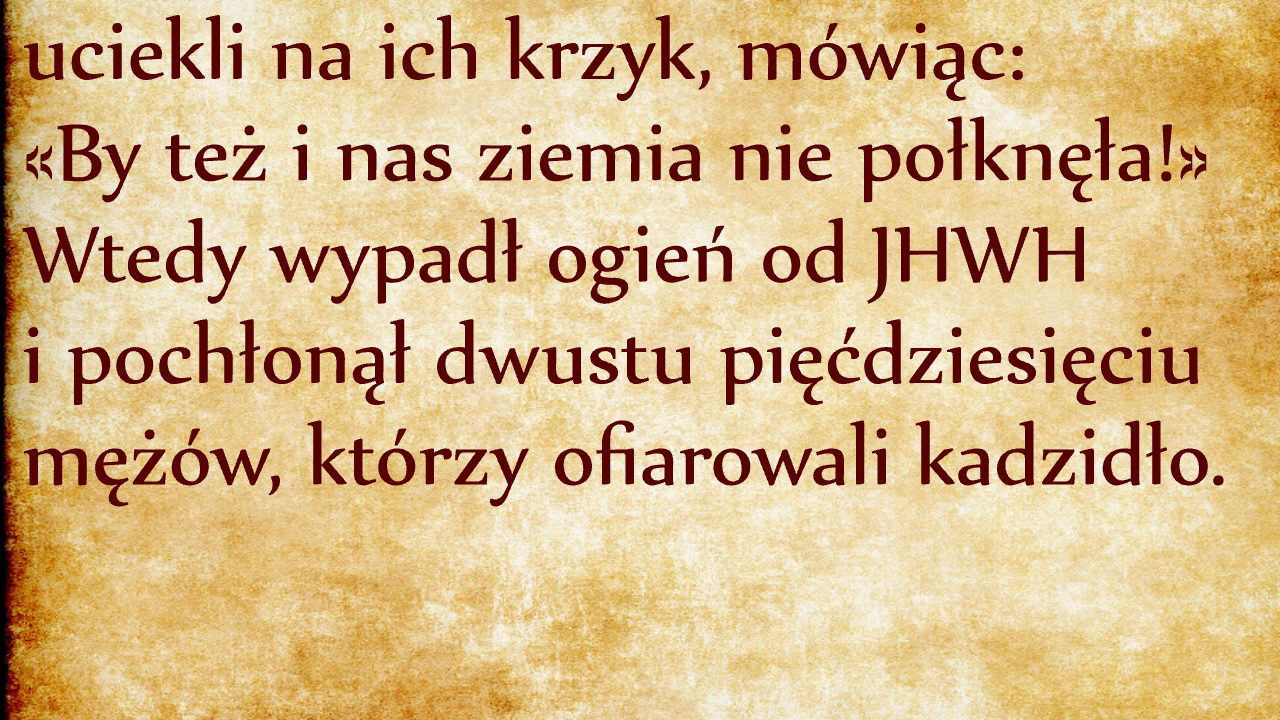 uciekli na ich krzyk, mówiąc:
«By też i nas ziemia nie połknęła!»
Wtedy wypadł ogień od JHWH
i pochłonął dwustu pięćdziesięciu
mężów, którzy ofiarowali kadzidło.